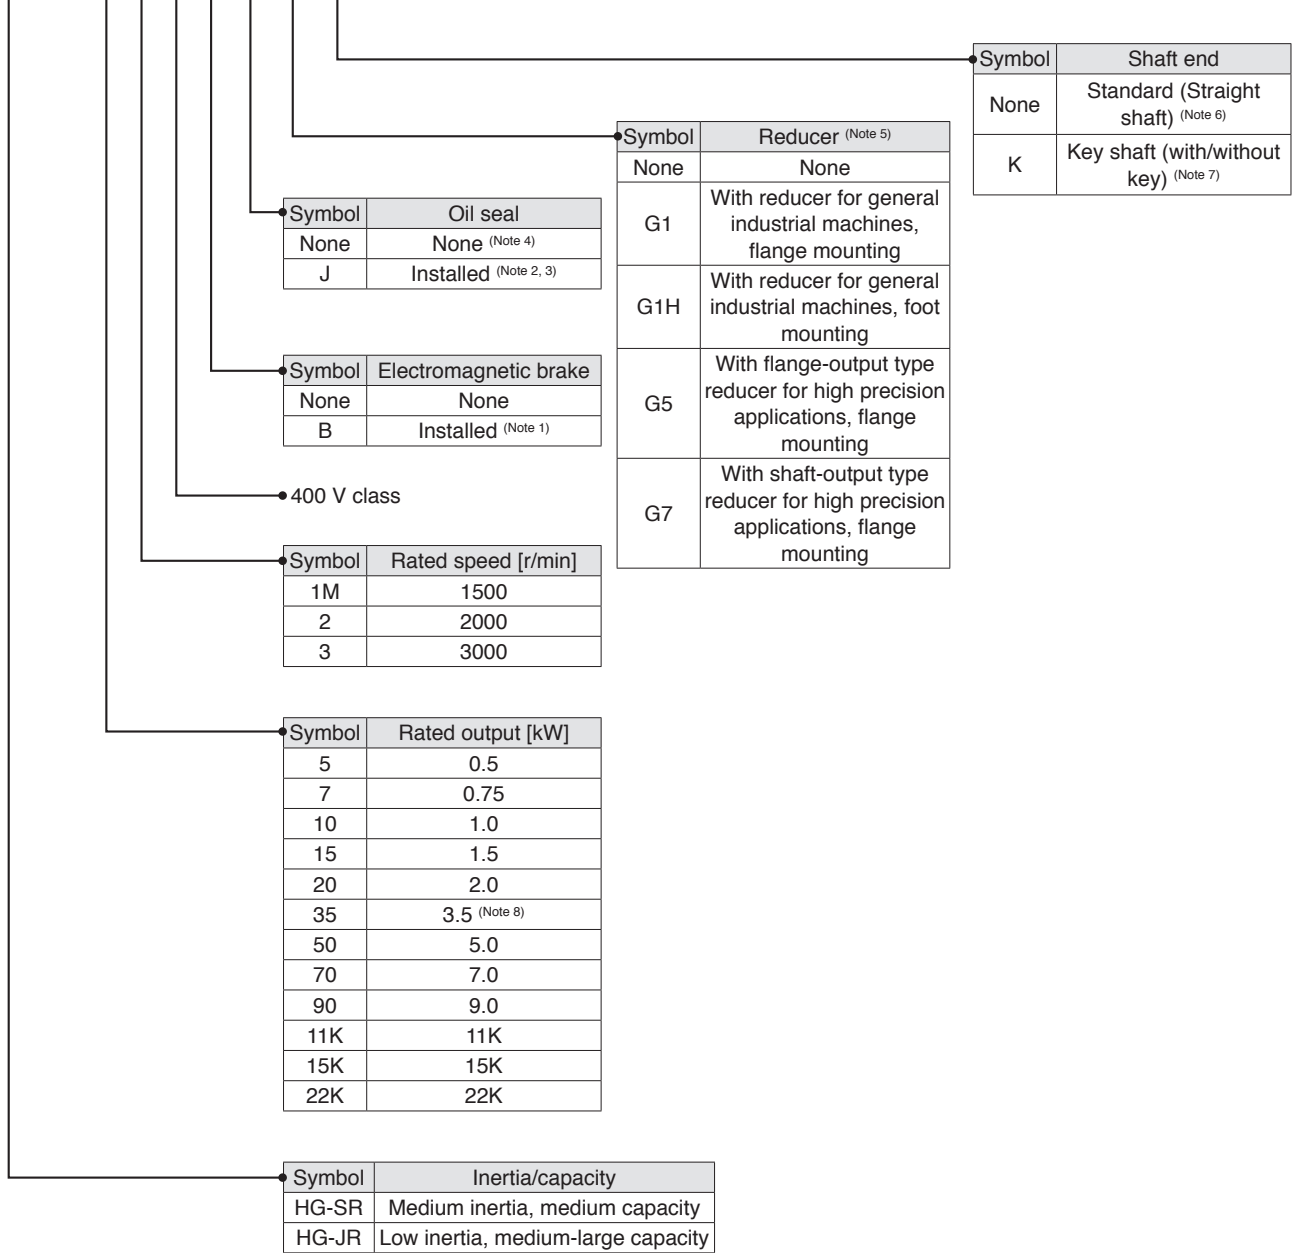 Symbol Shaft end
None Standard (Straight
shaft) (Note 6)
K Key shaft (with/without
key) (Note 7)
Symbol Reducer (Note 5)
None None
G1 With reducer for general
industrial machines,
flange mounting
G1H With reducer for general
industrial machines, foot
mounting
G5 With flange-output type
reducer for high precision
applications, flange
mounting
G7 With shaft-output type
reducer for high precision
applications, flange
mounting
Symbol Oil seal
None None (Note 4)
J Installed (Note 2, 3)
Symbol Electromagnetic brake
None None
B Installed (Note 1)
400 V class
Symbol Rated speed [r/min]
1M 1500
2 2000
3 3000
Symbol Rated output [kW]
5 0.5
7 0.75
10 1.0
15 1.5
20 2.0
35 3.5 (Note 8)
50 5.0
70 7.0
90 9.0
11K 11K
15K 15K
22K 22K
Symbol Inertia/capacity
HG-SR Medium inertia, medium capacity
HG-JR Low inertia, medium-large capacity